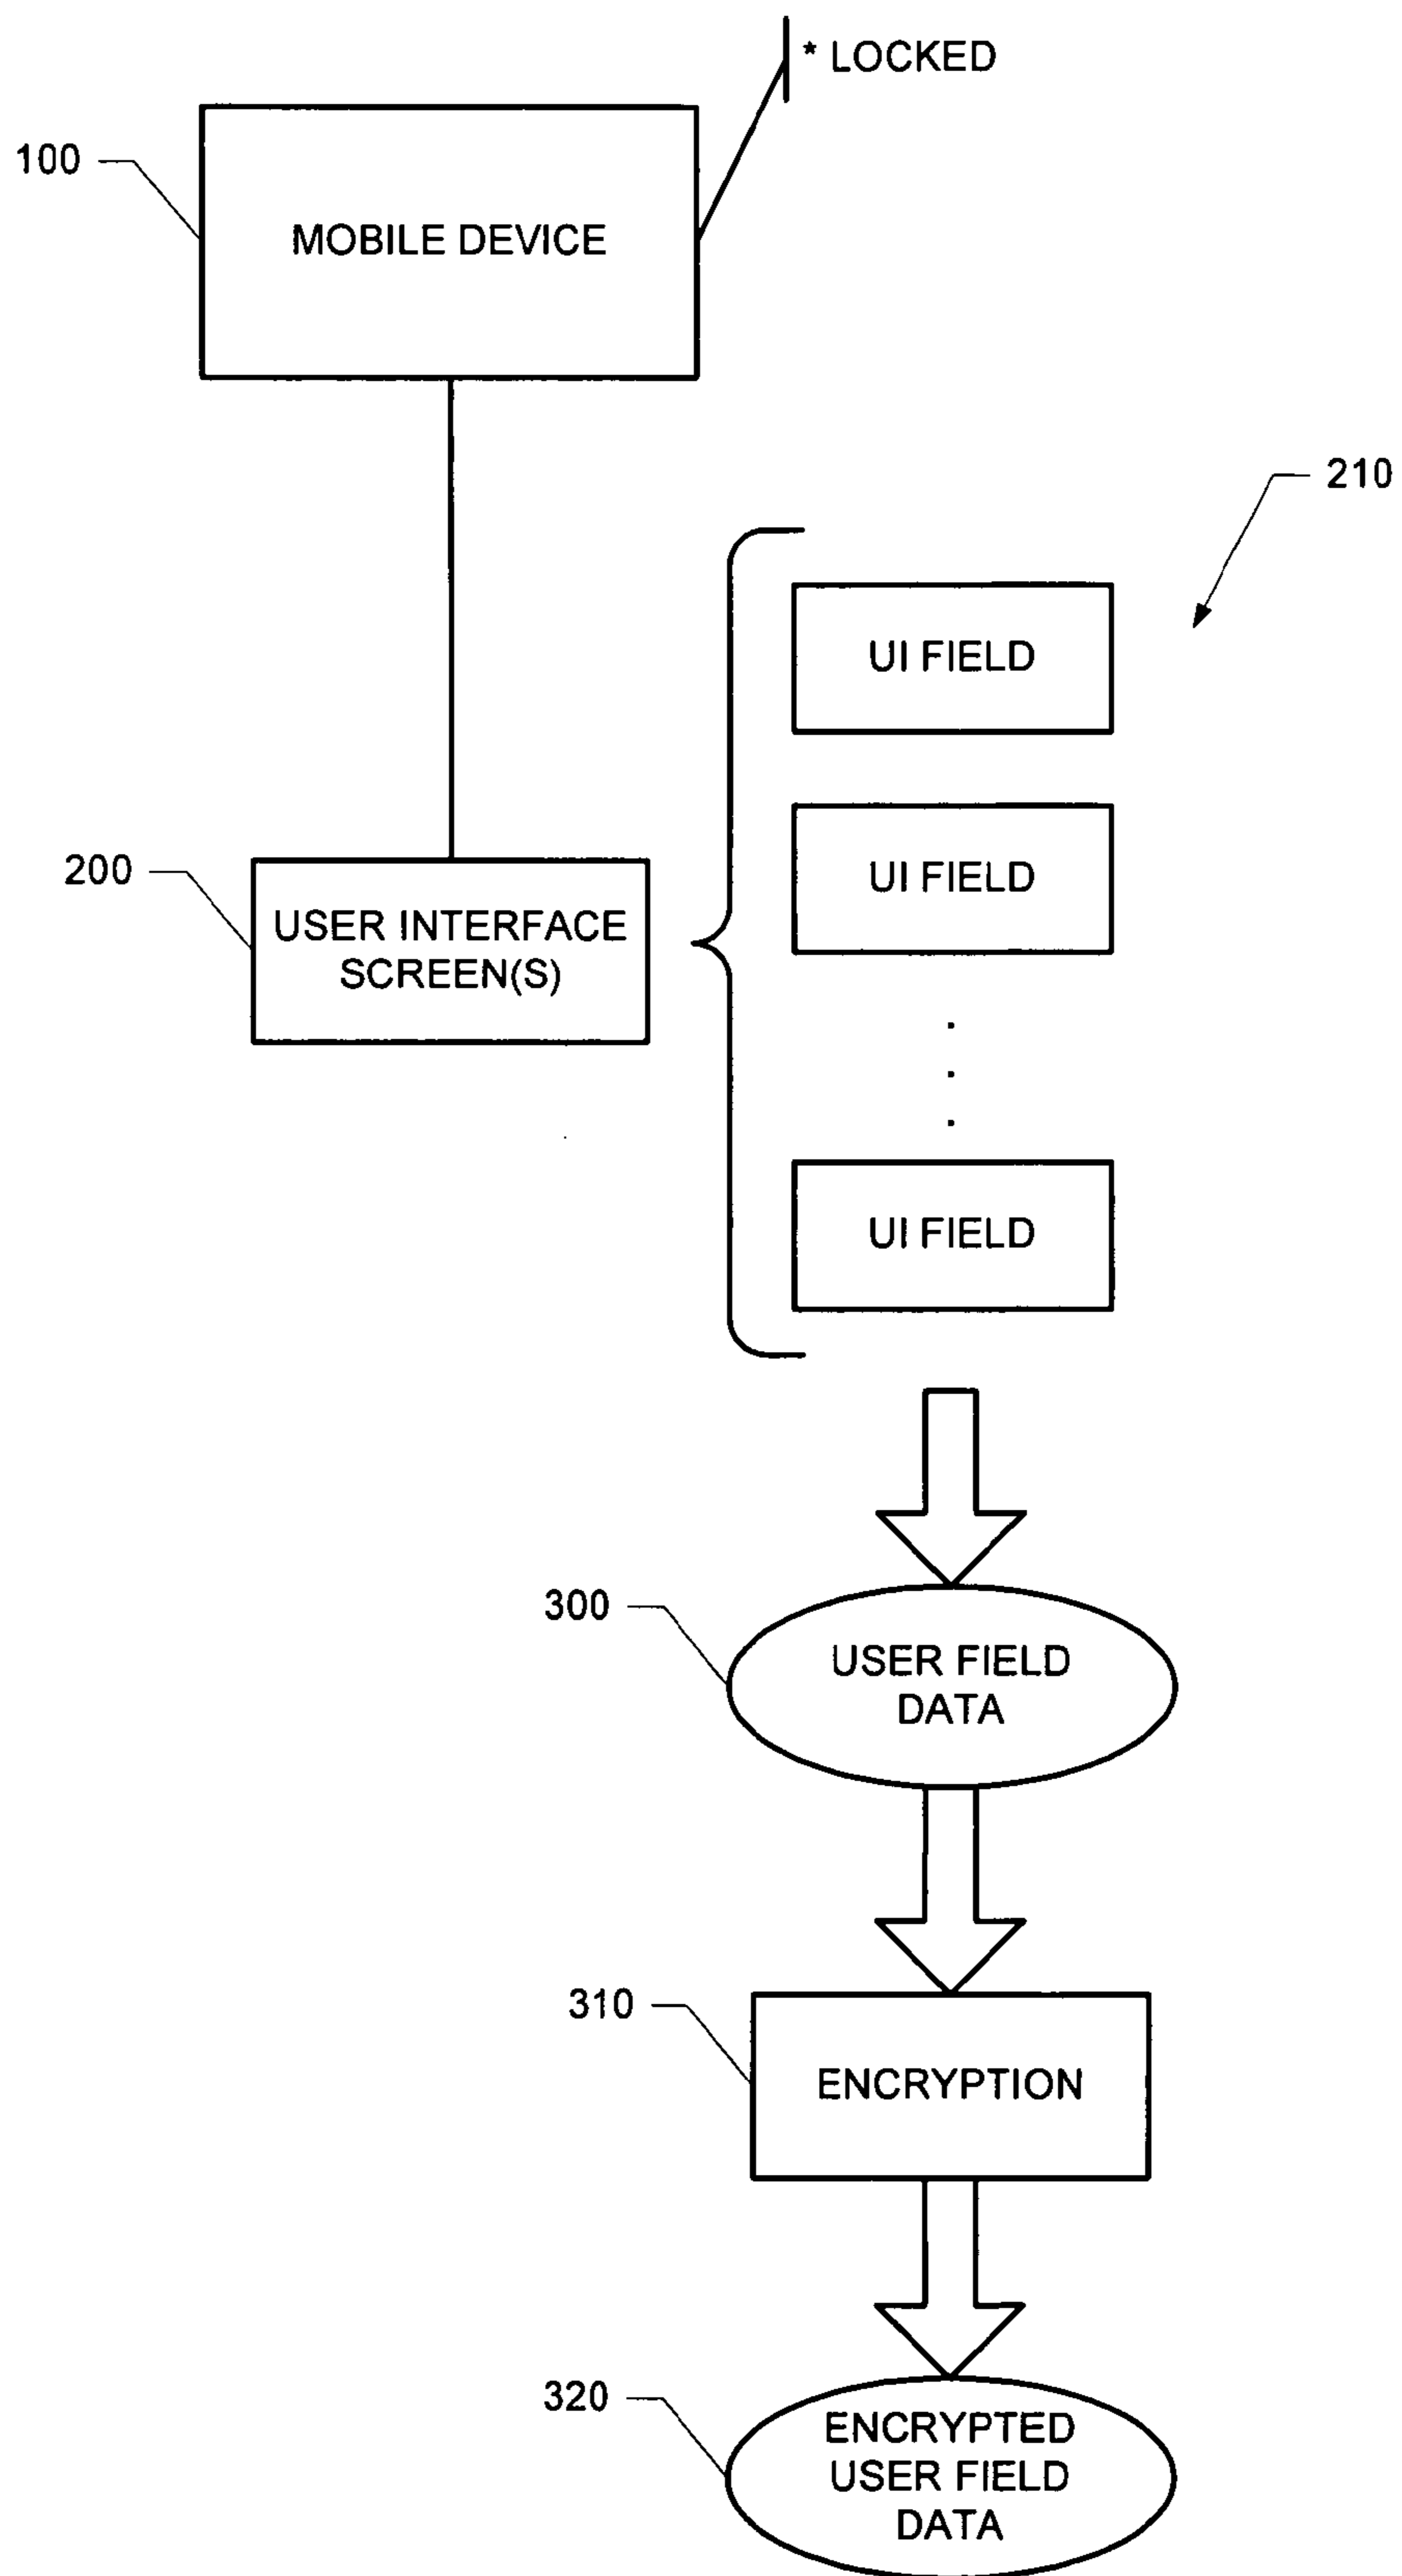 * LOCKED
100
MOBILE DEVICE
210
UI FIELD
200
USER INTERFACE
SCREEN(S)
UI FIELD
.
.
.
UI FIELD
300
USER FIELD
DATA
310
ENCRYPTION
320
ENCRYPTED
USER FIELD
DATA